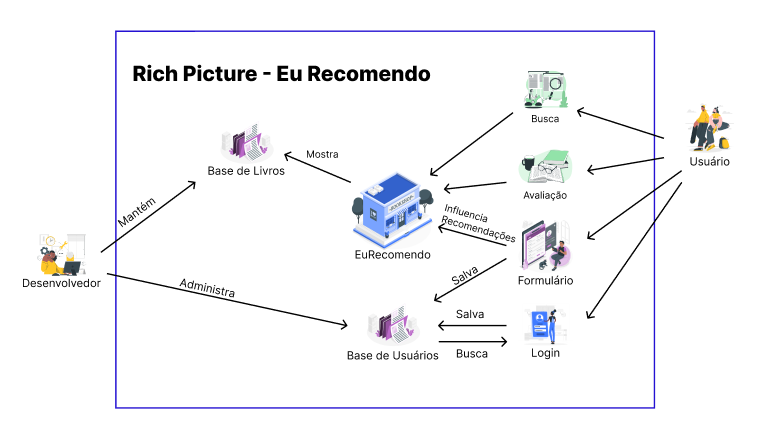 Rich Picture - Eu Recomendo
Busca
Usuário
Mostra
Base de Livros
Avaliação
Mantém
Influencia
Recomendações
EuRecomendo
Desenvolvedor
Salva
Formulário
Administra
Salva
Base de Usuários
Busca
Login